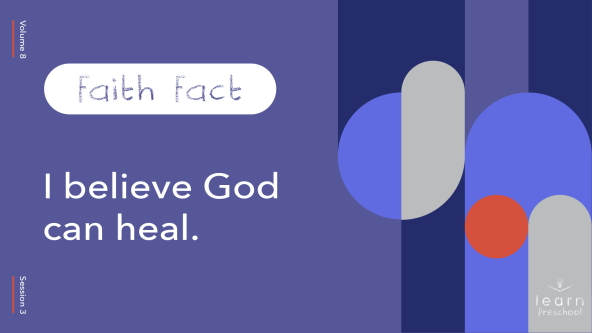 Volume 8
Faith Fact
I believe God
can heal.
Session 3
learn
Preschool